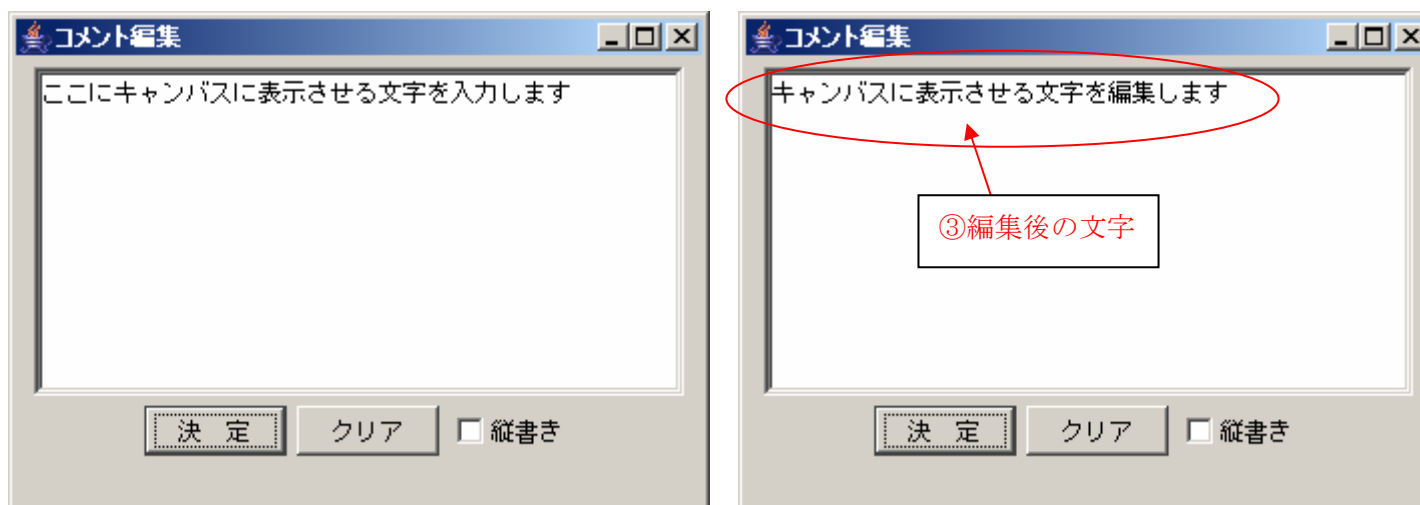 コメント編集
ここにキャンバスに表示させる文字を入力します
決 定
クリア
縦書き
コメント編集
キャンバスに表示させる文字を編集します
③編集後の文字
決 定
クリア
縦書き